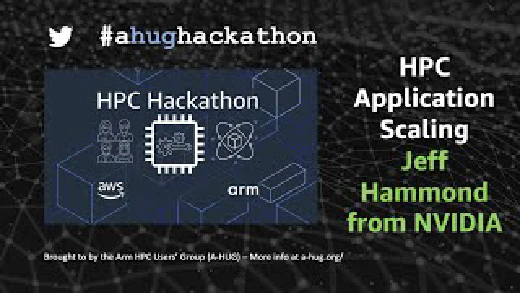 #ahughackathon
HPC Hackathon
aws
arm
HPC
Application
Scaling
Jeff
Hammond
from NVIDIA
Brought to by the Arm HPC Users' Group (A-HUG) – More info at a-hug.org/